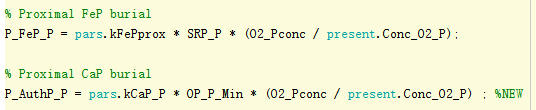 % Proximal FeP burial
P_FeP_P = pars.kFePprox * SRP_P * (O2_Pconc / present.Conc_O2_P);
% Proximal CaP burial
P_AuthP_P = pars.kCaP_P * OP_P_Min * (O2_Pconc / present.Conc_O2_P) ; %NEW